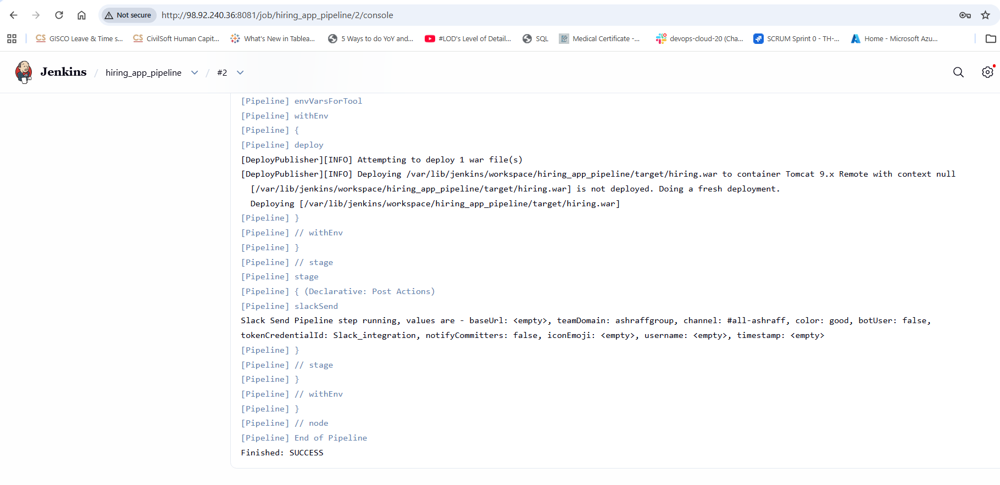 Not secure http://98.92.240.36:8081/job/hiring_app_pipeline/2/console
CS GISCO Leave & Time s... CS CivilSoft Human Capit... What's New in Tablea... 5 Ways to do YoY and... #LOD's Level of Detail... SQL Medical Certificate -... devops-cloud-20 (Cha... SCRUM Sprint 0 - TH-... Home - Microsoft Azu...
Jenkins / hiring_app_pipeline / #2
[Pipeline] envVarsForTool
[Pipeline] withEnv
[Pipeline] {
[Pipeline] deploy
[DeployPublisher][INFO] Attempting to deploy 1 war file(s)
[DeployPublisher][INFO] Deploying /var/lib/jenkins/workspace/hiring_app_pipeline/target/hiring.war to container Tomcat 9.x Remote with context null
[/var/lib/jenkins/workspace/hiring_app_pipeline/target/hiring.war] is not deployed. Doing a fresh deployment.
Deploying [/var/lib/jenkins/workspace/hiring_app_pipeline/target/hiring.war]
[Pipeline] }
[Pipeline] // withEnv
[Pipeline] }
[Pipeline] // stage
[Pipeline] stage
[Pipeline] { (Declarative: Post Actions)
[Pipeline] slackSend
Slack Send Pipeline step running, values are - baseUrl: <empty>, teamDomain: ashraffgroup, channel: #all-ashraff, color: good, botUser: false,
tokenCredentialId: Slack_integration, notifyCommitters: false, iconEmoji: <empty>, username: <empty>, timestamp: <empty>
[Pipeline] }
[Pipeline] // stage
[Pipeline] }
[Pipeline] // withEnv
[Pipeline] }
[Pipeline] // node
[Pipeline] End of Pipeline
Finished: SUCCESS